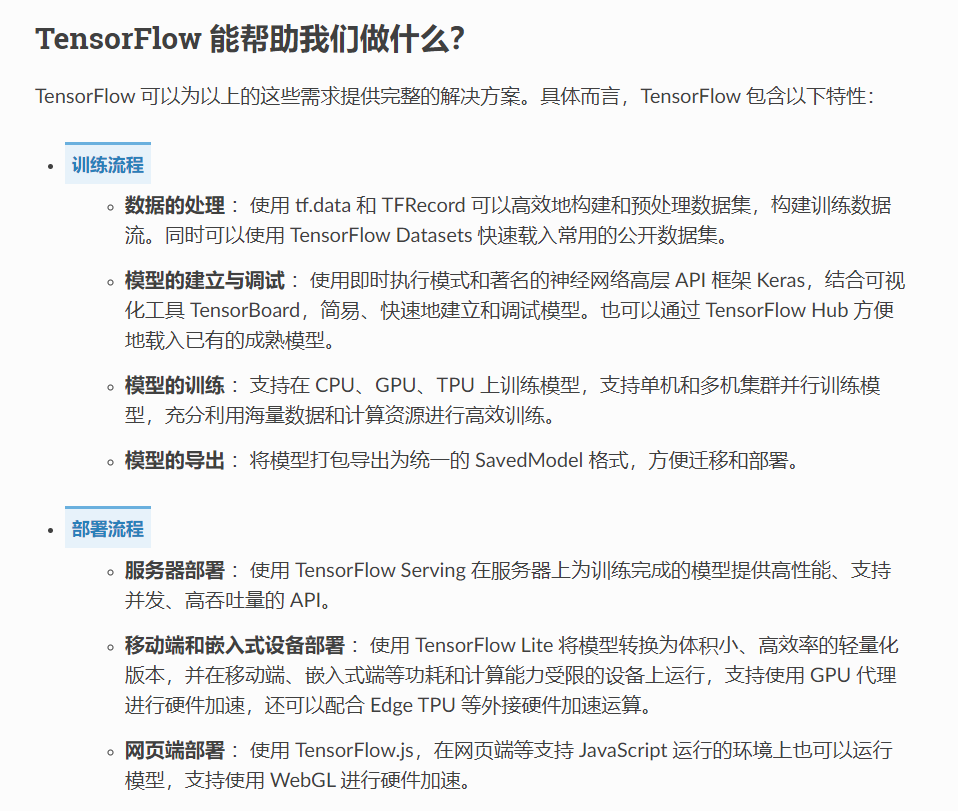 TensorFlow 能帮助我们做什么？
TensorFlow 可以为以上的这些需求提供完整的解决方案。具体而言，TensorFlow 包含以下特性：
训练流程
数据的处理 ：使用 tf.data 和 TFRecord 可以高效地构建和预处理数据集，构建训练数据
流。同时可以使用 TensorFlow Datasets 快速载入常用的公开数据集。
模型的建立与调试 ：使用即时执行模式和著名的神经网络高层 API 框架 Keras，结合可视
化工具 TensorBoard，简易、快速地建立和调试模型。也可以通过 TensorFlow Hub 方便
地载入已有的成熟模型。
模型的训练 ：支持在 CPU、GPU、TPU 上训练模型，支持单机和多机集群并行训练模
型，充分利用海量数据和计算资源进行高效训练。
模型的导出 ：将模型打包导出为统一的 SavedModel 格式，方便迁移和部署。
部署流程
服务器部署 ：使用 TensorFlow Serving 在服务器上为训练完成的模型提供高性能、支持
并发、高吞吐量的 API。
移动端和嵌入式设备部署 ：使用 TensorFlow Lite 将模型转换为体积小、高效率的轻量化
版本，并在移动端、嵌入式端等功耗和计算能力受限的设备上运行，支持使用 GPU 代理
进行硬件加速，还可以配合 Edge TPU 等外接硬件加速运算。
网页端部署 ：使用 TensorFlow.js，在网页端等支持 JavaScript 运行的环境上也可以运行
模型，支持使用 WebGL 进行硬件加速。